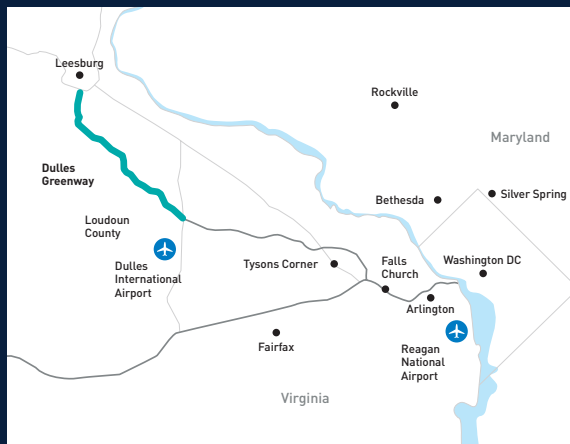 Leesburg
Rockville
Maryland
Dulles
Greenway
Silver Spring
Bethesda
Loudoun
County
Dulles
International
Airport
Tysons Corner
Falls
Church
Washington DC
Arlington
Fairfax
Reagan
National
Airport
Virginia